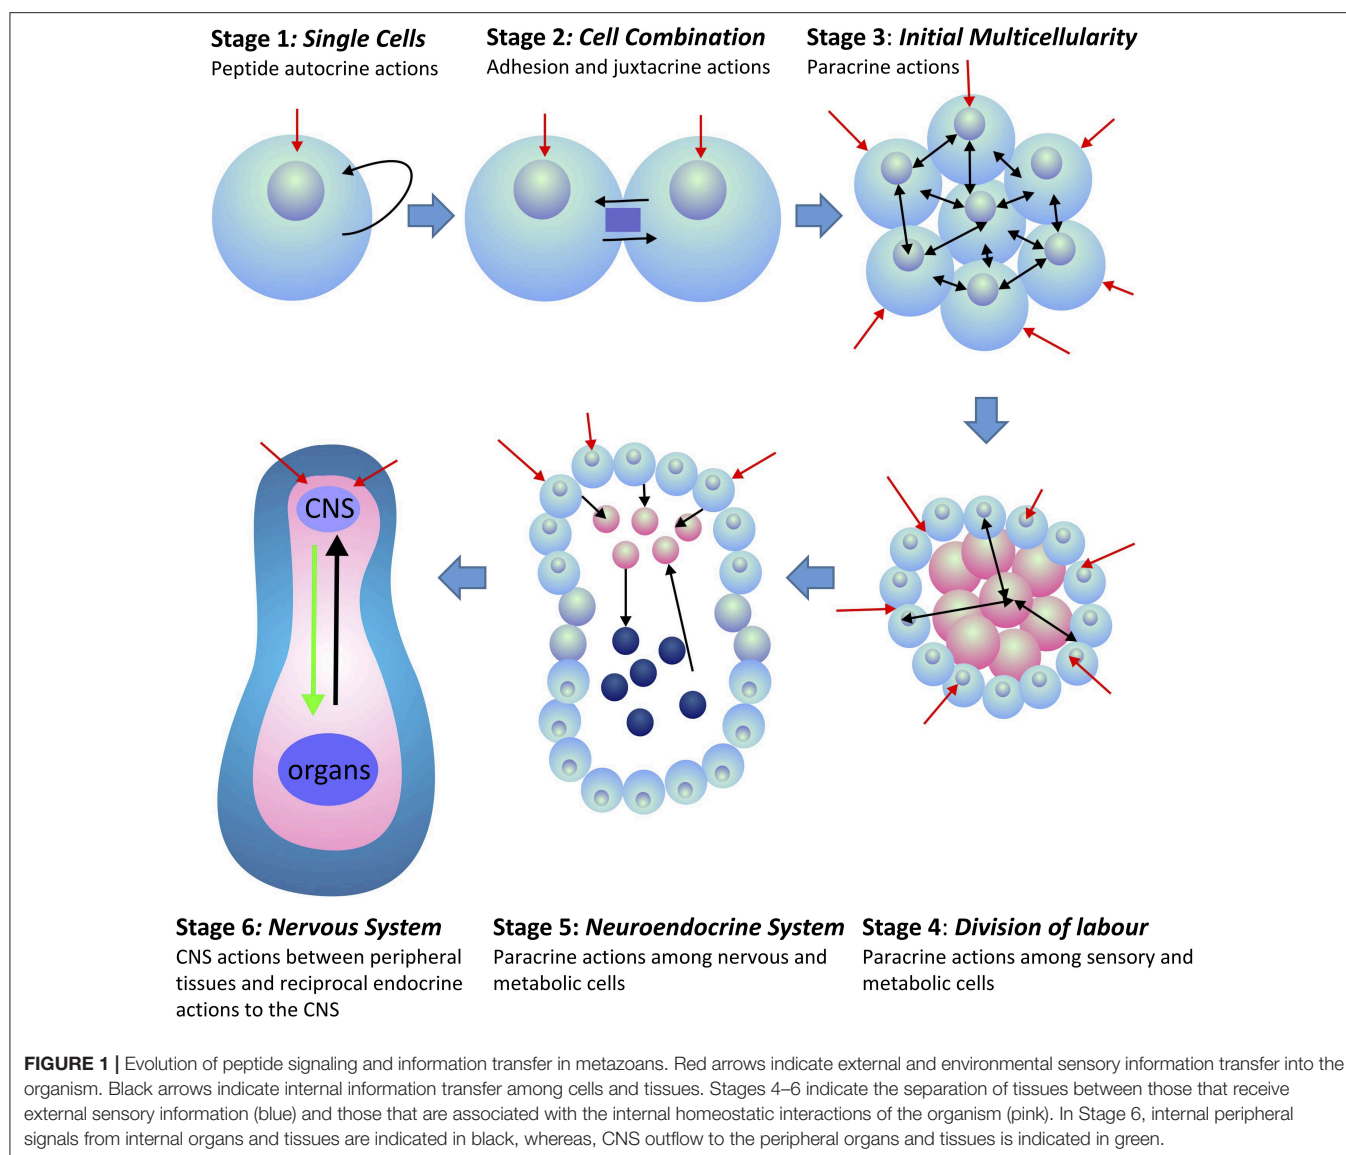 Stage 1: Single Cells
Peptide autocrine actions
Stage 2: Cell Combination
Adhesion and juxtacrine actions
Stage 3: Initial Multicellularity
Paracrine actions
CNS
organs
Stage 6: Nervous System
CNS actions between peripheral
tissues and reciprocal endocrine
actions to the CNS
Stage 5: Neuroendocrine System
Paracrine actions among nervous and
metabolic cells
Stage 4: Division of labour
Paracrine actions among sensory and
metabolic cells
FIGURE 1 | Evolution of peptide signaling and information transfer in metazoans. Red arrows indicate external and environmental sensory information transfer into the
organism. Black arrows indicate internal information transfer among cells and tissues. Stages 4–6 indicate the separation of tissues between those that receive
external sensory information (blue) and those that are associated with the internal homeostatic interactions of the organism (pink). In Stage 6, internal peripheral
signals from internal organs and tissues are indicated in black, whereas, CNS outflow to the peripheral organs and tissues is indicated in green.